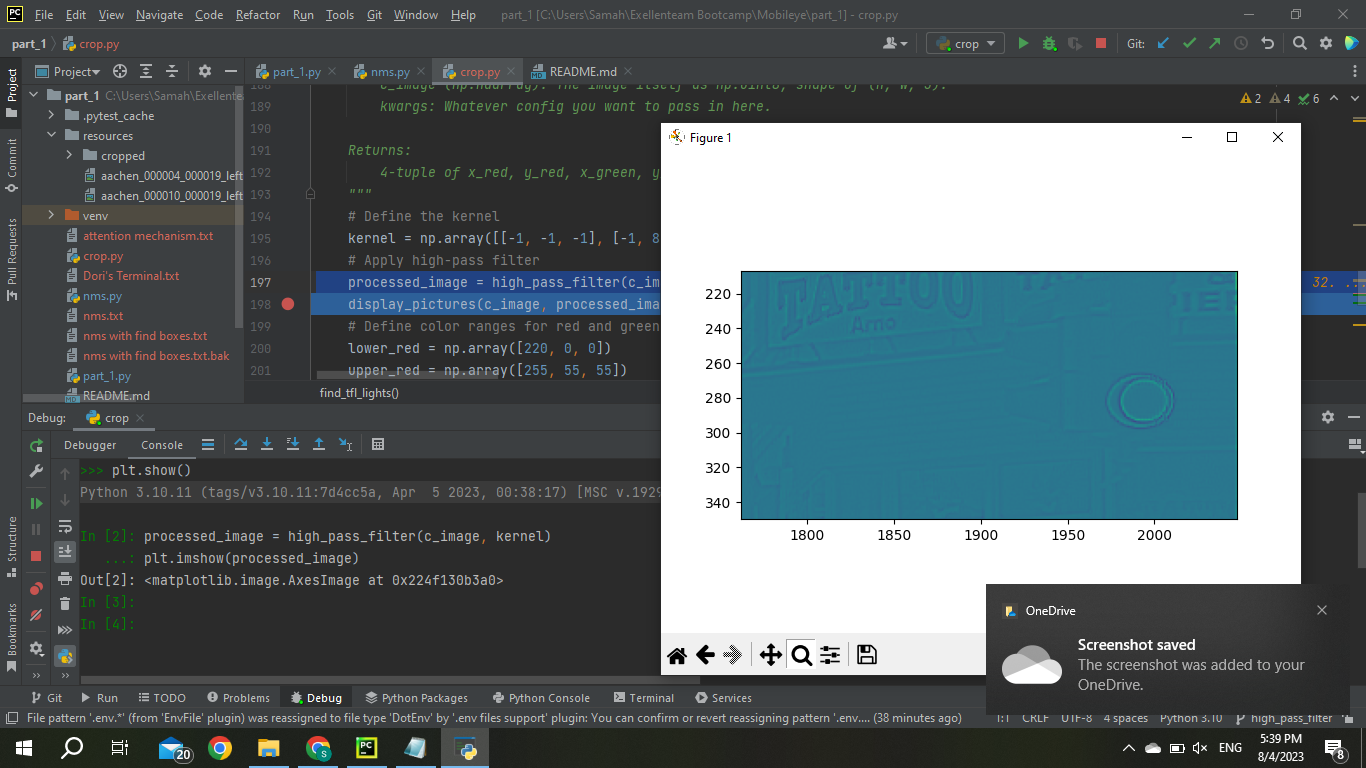 PC File Edit View Navigate Code Refactor Run Tools Git Window Help part_1 [C:\Users\Samah\Exellenteam Bootcamp\Mobileye\part_1] - crop.py
part_1 crop.py crop Git:
Project part_1.py nms.py crop.py README.md
part_1 C:\Users\Samah\Exellente
.pytest_cache
resources
cropped
aachen_000004_000019_left
aachen_000010_000019_left
venv
attention mechanism.txt
crop.py
Dori's Terminal.txt
nms.py
nms.txt
nms with find boxes.txt
nms with find boxes.txt.bak
part_1.py
README.md
Project
Commit
Pull Requests
Structure
Bookmarks
2 4 6
189 kwargs: Whatever config you want to pass in here.
190
191 Returns:
192 4-tuple of x_red, y_red, x_green, y
193 """
194 # Define the kernel
195 kernel = np.array([[-1, -1, -1], [-1, 8
196 # Apply high-pass filter
197 processed_image = high_pass_filter(c_im 32. ...
198 display_pictures(c_image, processed_ima
199 # Define color ranges for red and green
200 lower_red = np.array([220, 0, 0])
201 upper_red = np.array([255, 55, 55])
find_tfl_lights()
Debug: crop
Debugger Console
>>> plt.show()
Python 3.10.11 (tags/v3.10.11:7d4cc5a, Apr  5 2023, 00:38:17) [MSC v.1929
In [2]: processed_image = high_pass_filter(c_image, kernel)
...: plt.imshow(processed_image)
Out[2]: <matplotlib.image.AxesImage at 0x224f130b3a0>
In [3]:
In [4]:
Figure 1
TATTOO
Arno
220
240
260
280
300
320
340
1800 1850 1900 1950 2000
OneDrive
Screenshot saved
The screenshot was added to your
OneDrive.
Git Run TODO Problems Debug Python Packages Python Console Terminal Services
File pattern '.env.*' (from 'EnvFile' plugin) was reassigned to file type 'DotEnv' by '.env files support' plugin: You can confirm or revert reassigning pattern '.env.... (38 minutes ago) 1:1 CRLF UTF-8 4 spaces Python 3.10 high_pass_filter
20 S PC ENG 5:39 PM
8/4/2023 8